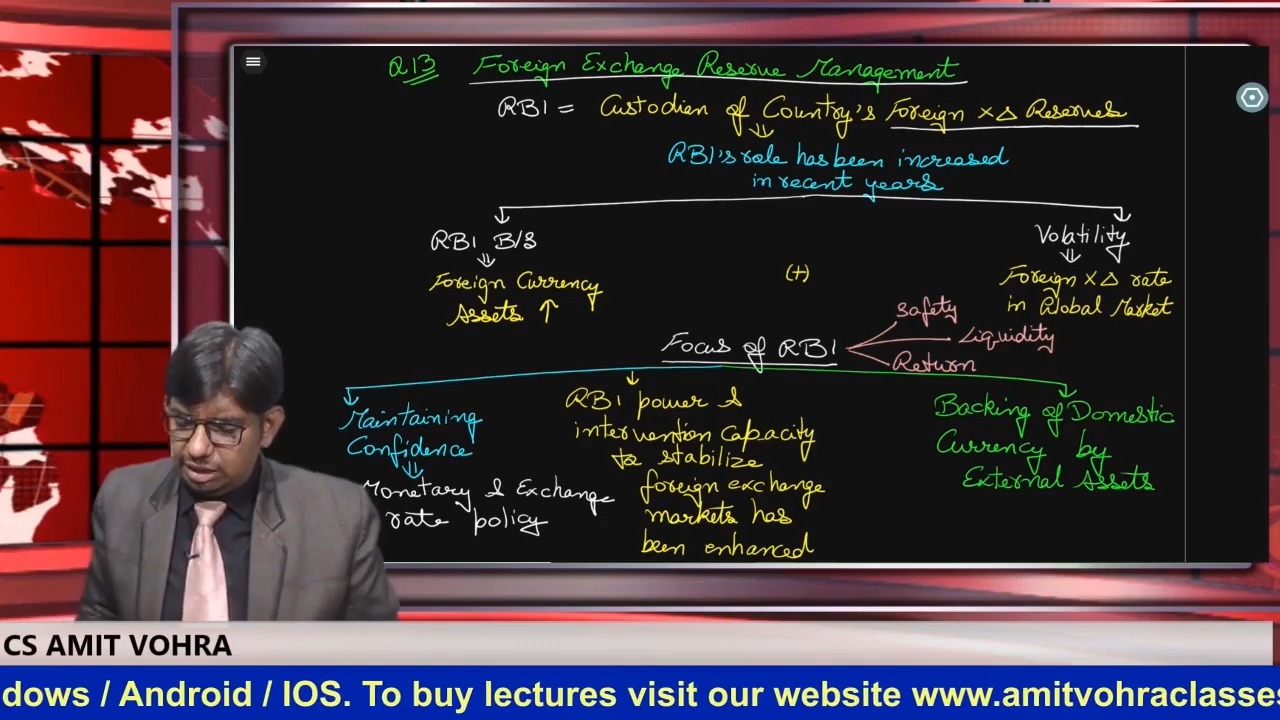 Q13 Foreign Exchange Reserve Management
RBI = Custodian of Country's Foreign x∆ Reserves
⇓
RBI's role has been increased
in recent years
RBI B/S
⇓
Foreign Currency
Assets ↑
(+)
Volatility
⇓
Foreign x∆ rate
in Global Market
Focus of RBI
Safety
Liquidity
Return
Maintaining
Confidence
⇓
Monetary & Exchange
rate policy
RBI power &
intervention capacity
to stabilize
foreign exchange
markets has
been enhanced
Backing of Domestic
Currency by
External Assets
CS AMIT VOHRA
dows / Android / IOS. To buy lectures visit our website www.amitvohraclasse